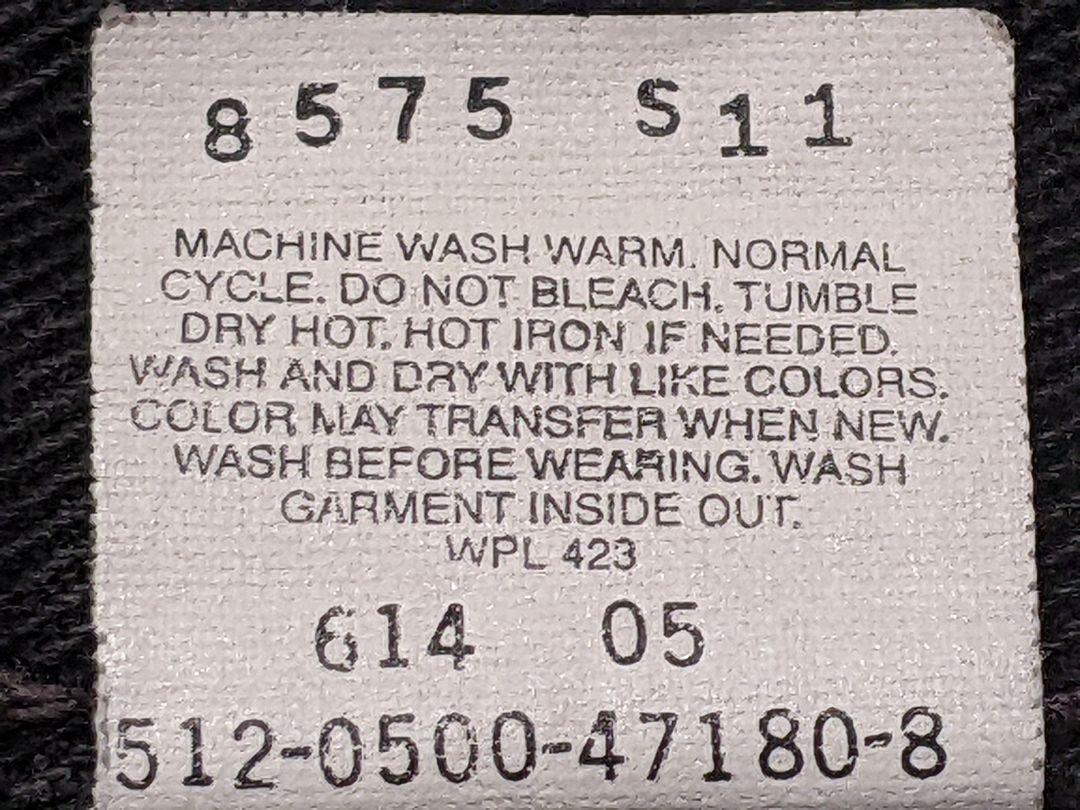 8575 S11
MACHINE WASH WARM. NORMAL
CYCLE. DO NOT BLEACH. TUMBLE
DRY HOT. HOT IRON IF NEEDED.
WASH AND DRY WITH LIKE COLORS.
COLOR MAY TRANSFER WHEN NEW.
WASH BEFORE WEARING. WASH
GARMENT INSIDE OUT.
WPL 423
614 05
512-0500-47180-8